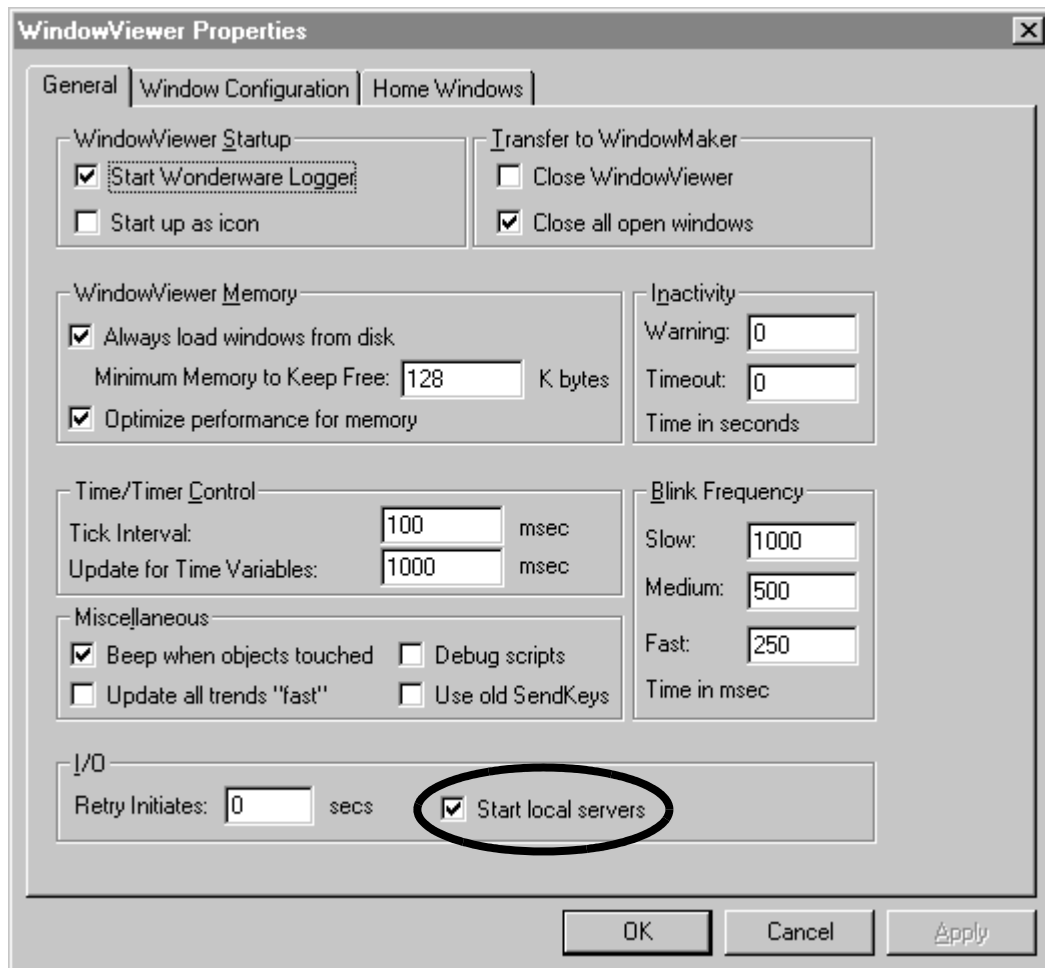 WindowViewer Properties
General Window Configuration Home Windows
WindowViewer Startup
Start Wonderware Logger
Start up as icon
Transfer to WindowMaker
Close WindowViewer
Close all open windows
WindowViewer Memory
Always load windows from disk
Minimum Memory to Keep Free: 128 K bytes
Optimize performance for memory
Inactivity
Warning: 0
Timeout: 0
Time in seconds
Time/Timer Control
Tick Interval: 100 msec
Update for Time Variables: 1000 msec
Blink Frequency
Slow: 1000
Medium: 500
Fast: 250
Time in msec
Miscellaneous
Beep when objects touched Debug scripts
Update all trends "fast" Use old SendKeys
I/O
Retry Initiates: 0 secs Start local servers
OK Cancel Apply